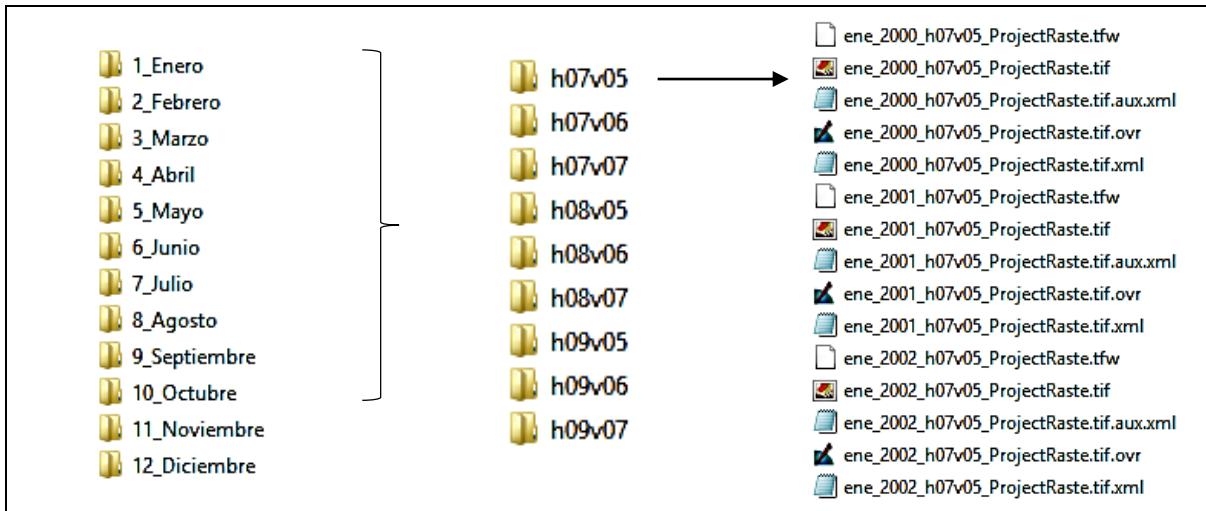 1_Enero
2_Febrero
3_Marzo
4_Abril
5_Mayo
6_Junio
7_Julio
8_Agosto
9_Septiembre
10_Octubre
11_Noviembre
12_Diciembre
h07v05
h07v06
h07v07
h08v05
h08v06
h08v07
h09v05
h09v06
h09v07
ene_2000_h07v05_ProjectRaste.tfw
ene_2000_h07v05_ProjectRaste.tif
ene_2000_h07v05_ProjectRaste.tif.aux.xml
ene_2000_h07v05_ProjectRaste.tif.ovr
ene_2000_h07v05_ProjectRaste.tif.xml
ene_2001_h07v05_ProjectRaste.tfw
ene_2001_h07v05_ProjectRaste.tif
ene_2001_h07v05_ProjectRaste.tif.aux.xml
ene_2001_h07v05_ProjectRaste.tif.ovr
ene_2001_h07v05_ProjectRaste.tif.xml
ene_2002_h07v05_ProjectRaste.tfw
ene_2002_h07v05_ProjectRaste.tif
ene_2002_h07v05_ProjectRaste.tif.aux.xml
ene_2002_h07v05_ProjectRaste.tif.ovr
ene_2002_h07v05_ProjectRaste.tif.xml